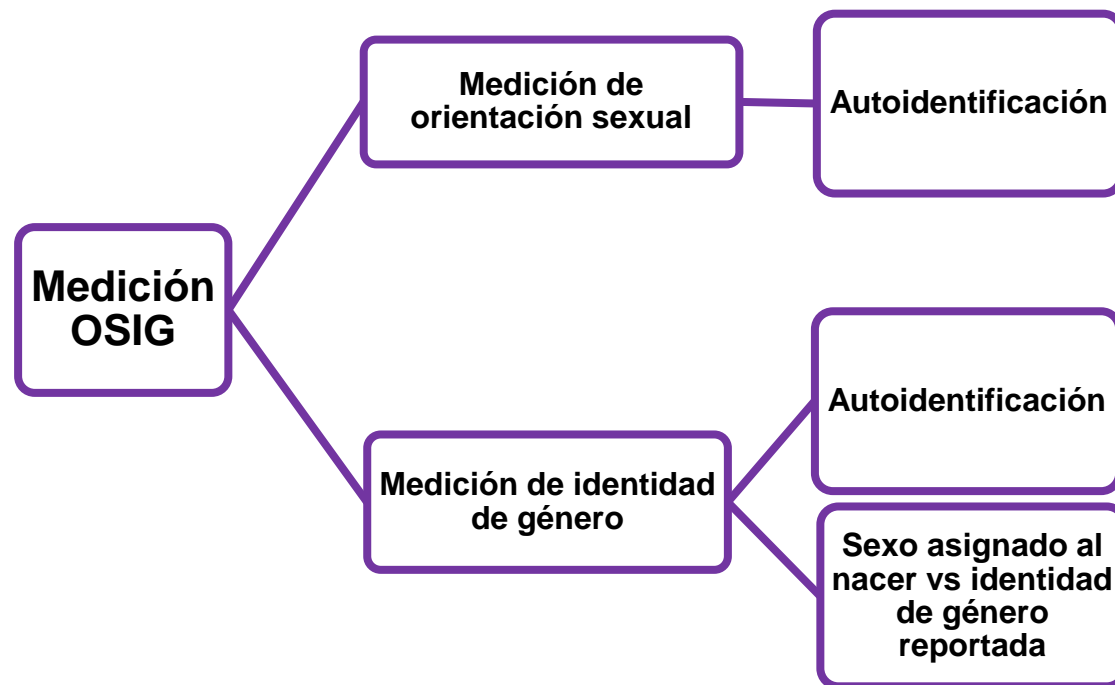 Medición de
orientación sexual
Autoidentificación
Medición
OSIG
Medición de identidad
de género
Autoidentificación
Sexo asignado al
nacer vs identidad
de género
reportada